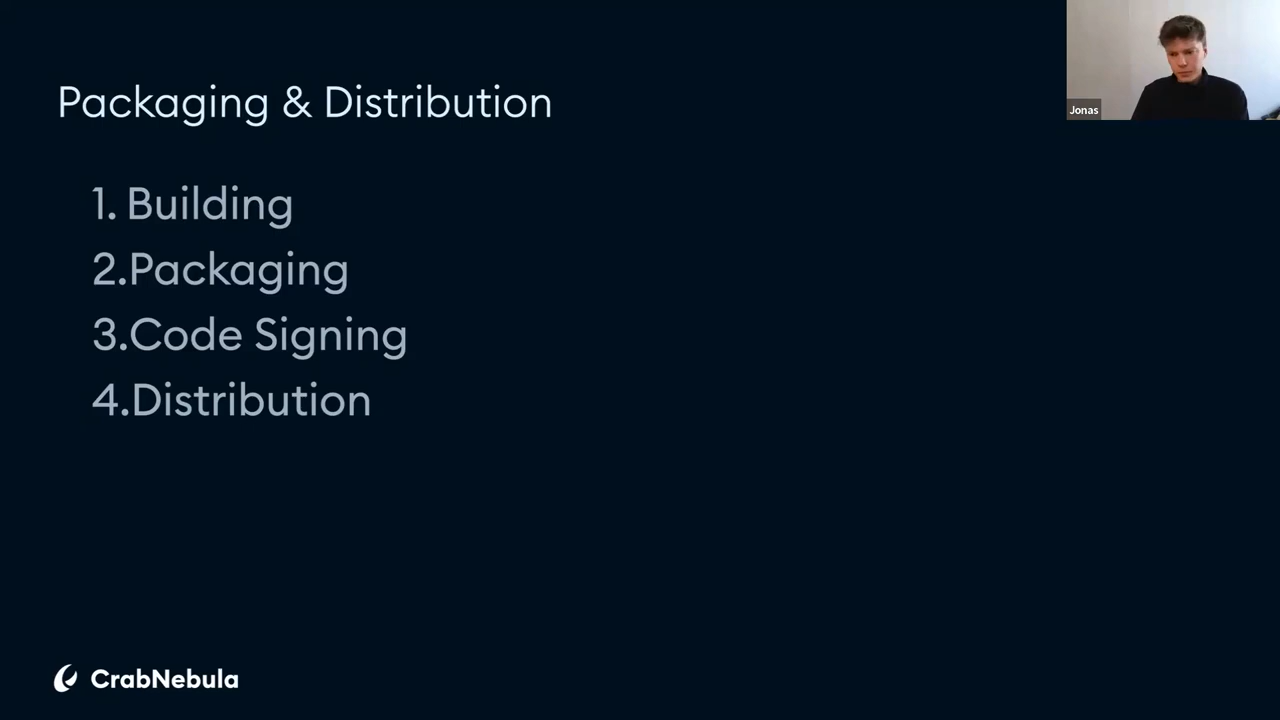 Packaging & Distribution
Jonas
1. Building
2.Packaging
3.Code Signing
4.Distribution
CrabNebula